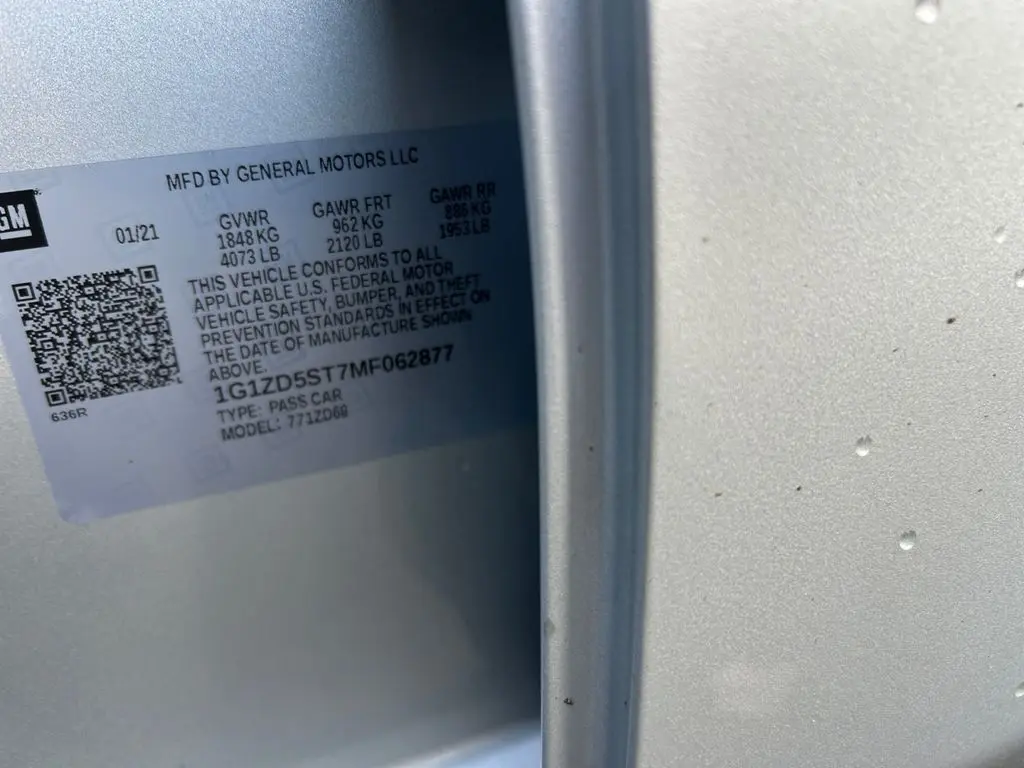 MFD BY GENERAL MOTORS LLC
GM
01/21
GVWR GAWR FRT GAWR RR
1848 KG 962 KG 886 KG
4073 LB 2120 LB 1953 LB
THIS VEHICLE CONFORMS TO ALL
APPLICABLE U.S. FEDERAL MOTOR
VEHICLE SAFETY, BUMPER, AND THEFT
PREVENTION STANDARDS IN EFFECT ON
THE DATE OF MANUFACTURE SHOWN
ABOVE.
1G1ZD5ST7MF062877
TYPE: PASS CAR
MODEL: 771ZD69
636R